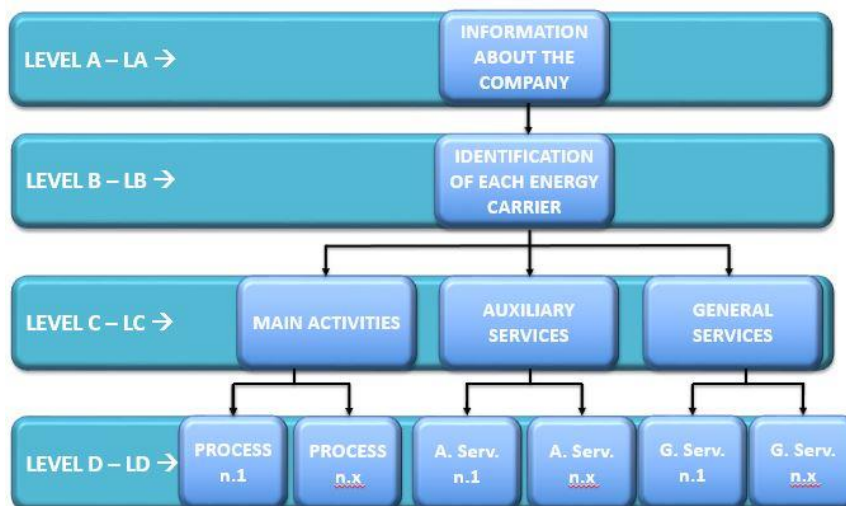 LEVEL A – LA →
INFORMATION
ABOUT THE
COMPANY
LEVEL B – LB →
IDENTIFICATION
OF EACH ENERGY
CARRIER
LEVEL C – LC →
MAIN ACTIVITIES
AUXILIARY
SERVICES
GENERAL
SERVICES
LEVEL D – LD →
PROCESS
n.1
PROCESS
n.x
A. Serv.
n.1
A. Serv.
n.x
G. Serv.
n.1
G. Serv.
n.x